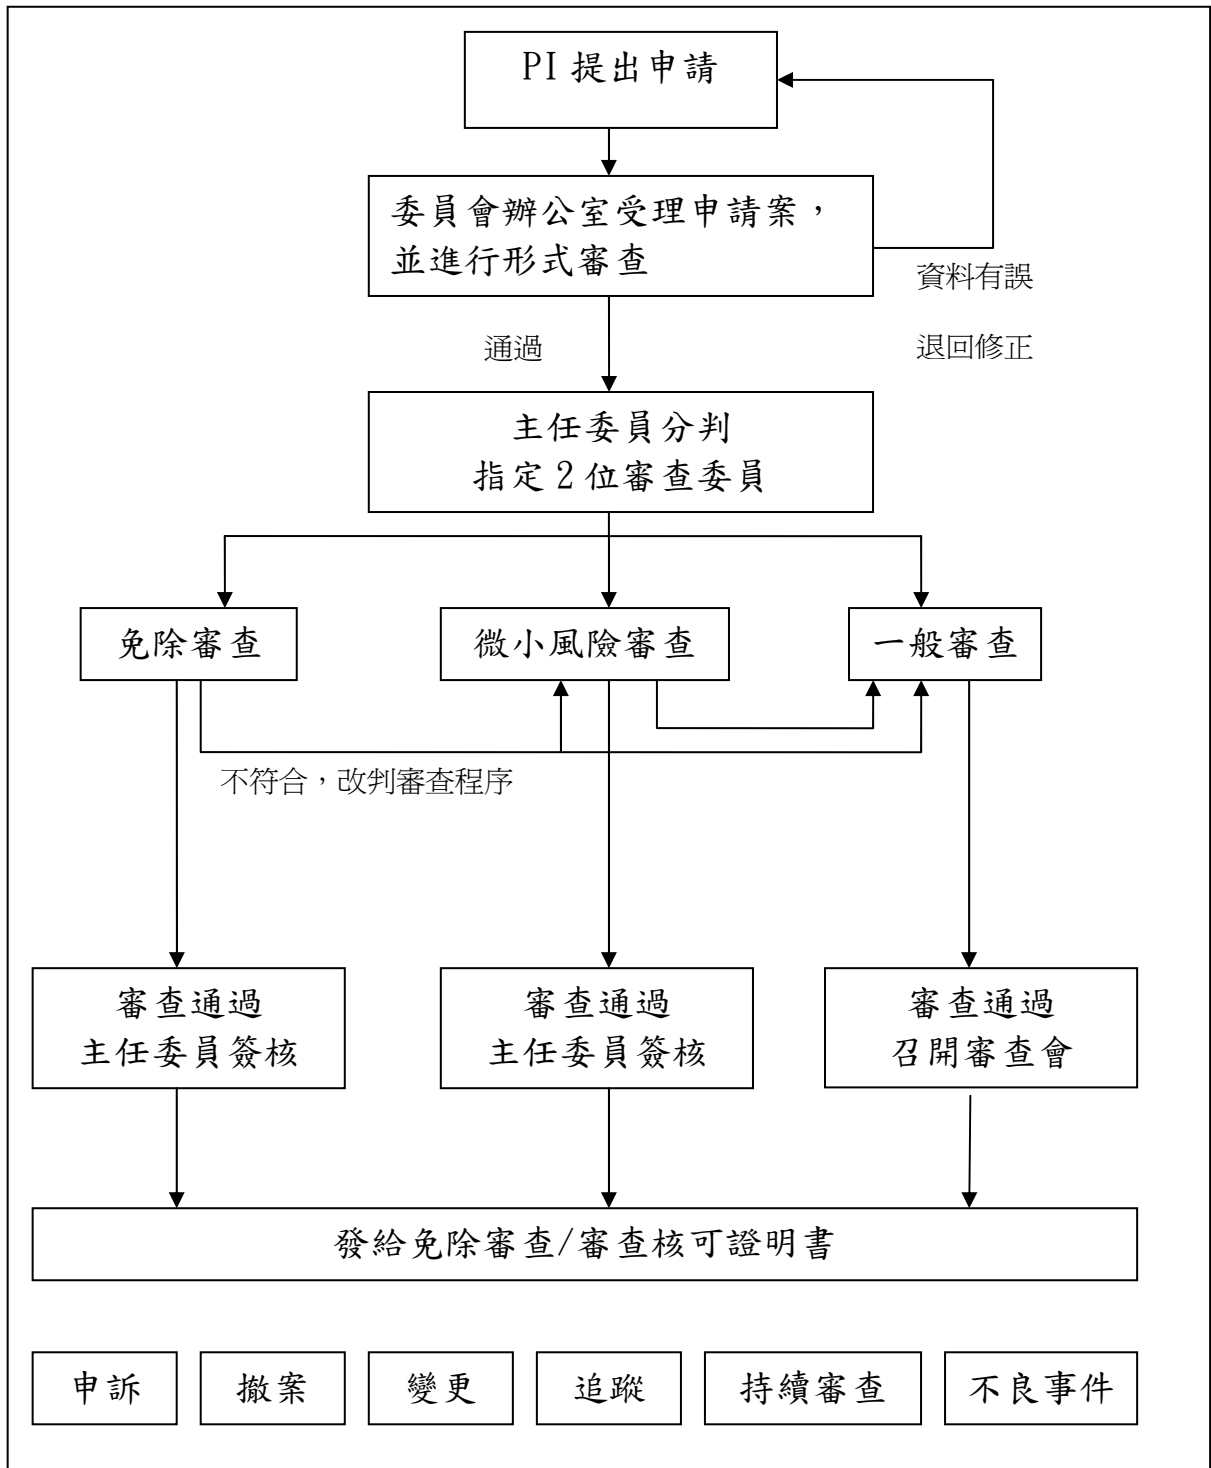 PI 提出申請
委員會辦公室受理申請案，
並進行形式審查
資料有誤
通過
退回修正
主任委員分判
指定 2 位審查委員
免除審查
微小風險審查
一般審查
不符合，改判審查程序
審查通過
主任委員簽核
審查通過
主任委員簽核
審查通過
召開審查會
發給免除審查/審查核可證明書
申訴
撤案
變更
追蹤
持續審查
不良事件